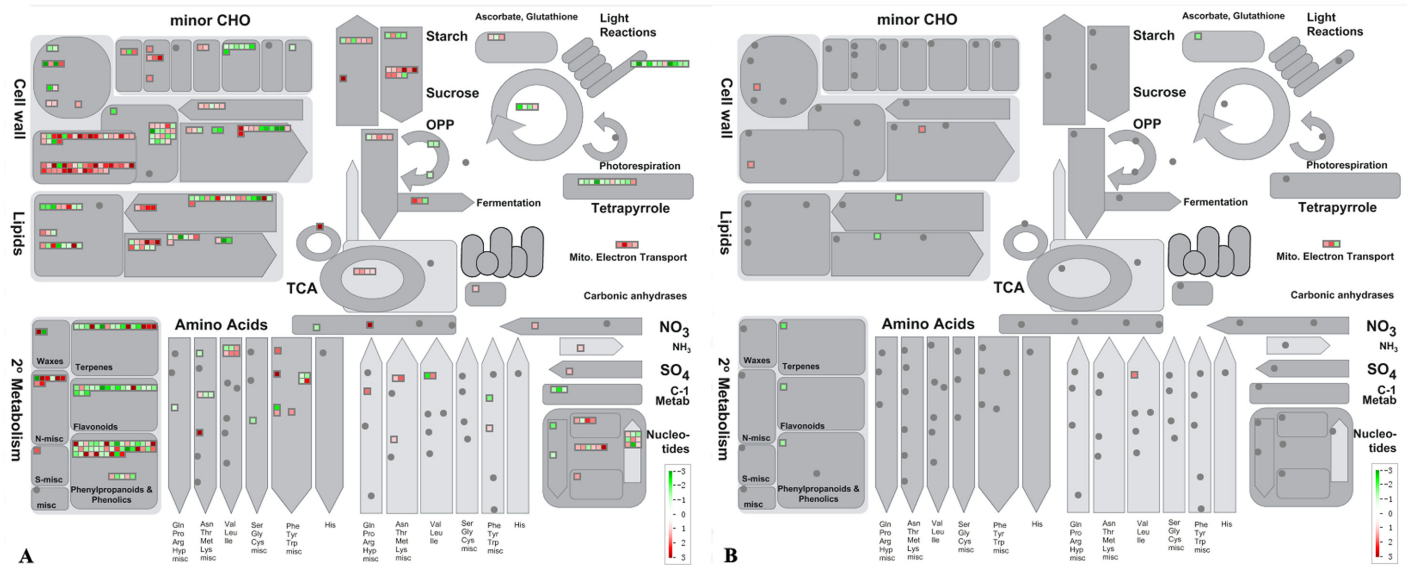 minor CHO
Ascorbate, Glutathione
Light
Reactions
Starch
Cell wall
Sucrose
OPP
Photorespiration
Tetrapyrrole
Fermentation
Lipids
Mito. Electron Transport
TCA
Carbonic anhydrases
Amino Acids
NO3
NH3
SO4
C-1
Metab
2º Metabolism
Waxes
Terpenes
Flavonoids
N-misc
S-misc
Phenylpropanoids &
Phenolics
misc
Nucleo-
tides
-3
-2
-1
1
2
3
Gln
Pro
Arg
Hyp
misc
Asn
Thr
Met
Lys
misc
Val
Leu
Ile
Ser
Gly
Cys
misc
Phe
Tyr
Trp
misc
His
Gln
Pro
Arg
Hyp
misc
Asn
Thr
Met
Lys
misc
Val
Leu
Ile
Ser
Gly
Cys
misc
Phe
Tyr
Trp
misc
His
A
minor CHO
Ascorbate, Glutathione
Light
Reactions
Starch
Cell wall
Sucrose
OPP
Photorespiration
Tetrapyrrole
Fermentation
Lipids
Mito. Electron Transport
TCA
Carbonic anhydrases
Amino Acids
NO3
NH3
SO4
C-1
Metab
2º Metabolism
Waxes
Terpenes
Flavonoids
N-misc
S-misc
Phenylpropanoids &
Phenolics
misc
Nucleo-
tides
-3
-2
-1
1
2
3
Gln
Pro
Arg
Hyp
misc
Asn
Thr
Met
Lys
misc
Val
Leu
Ile
Ser
Gly
Cys
misc
Phe
Tyr
Trp
misc
His
Gln
Pro
Arg
Hyp
misc
Asn
Thr
Met
Lys
misc
Val
Leu
Ile
Ser
Gly
Cys
misc
Phe
Tyr
Trp
misc
His
B